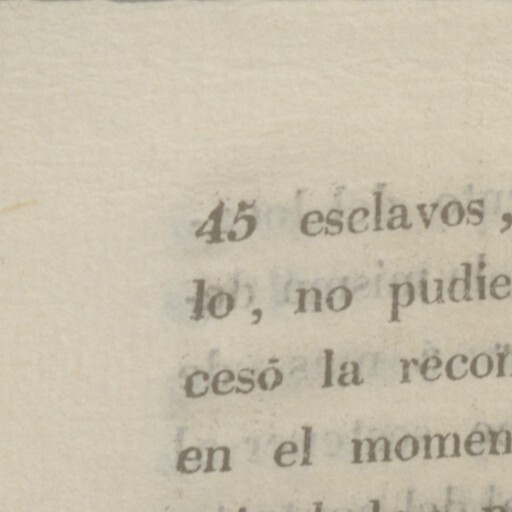 45 esclavos,
lo, no pudie
cesó la recon
en el momen